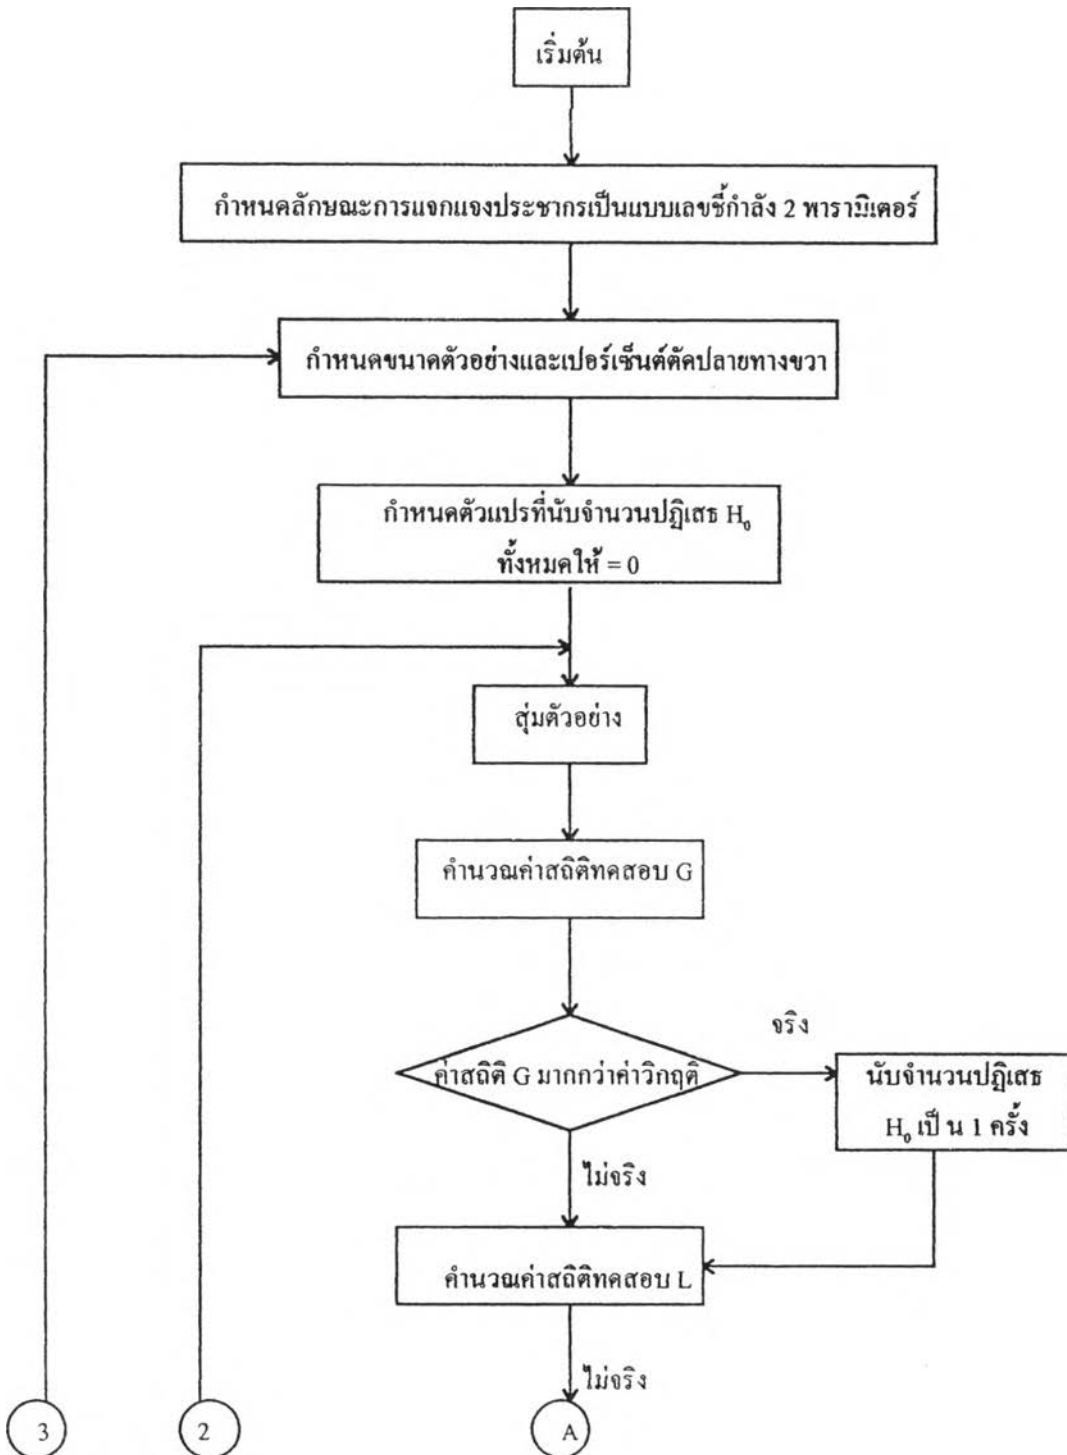 เริ่มต้น
กำหนดลักษณะการแจกแจงประชากรเป็นแบบเลขชี้กำลัง 2 พารามิเตอร์
กำหนดขนาดตัวอย่างและเปอร์เซ็นต์ตัดปลายทางขวา
กำหนดตัวแปรที่นับจำนวนปฏิเสธ H₀
ทั้งหมดให้ = 0
สุ่มตัวอย่าง
คำนวณค่าสถิติทดสอบ G
จริง
ค่าสถิติ G มากกว่าค่าวิกฤติ
นับจำนวนปฏิเสธ
H₀ เป็น 1 ครั้ง
ไม่จริง
คำนวณค่าสถิติทดสอบ L
ไม่จริง
3
2
A